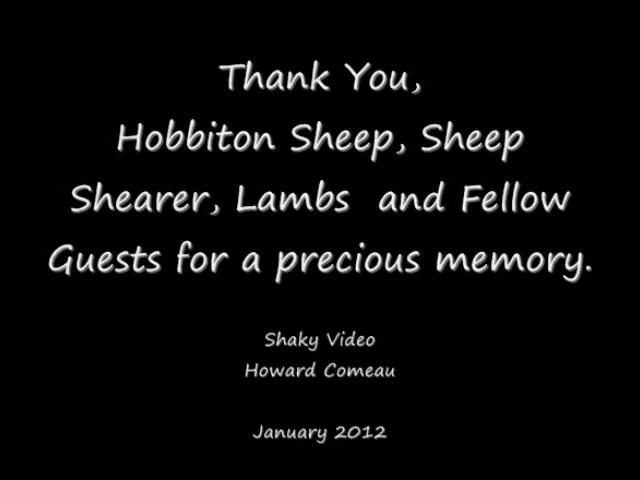 Thank You,
Hobbiton Sheep, Sheep
Shearer, Lambs  and Fellow
Guests for a precious memory.
Shaky Video
Howard Comeau
January 2012